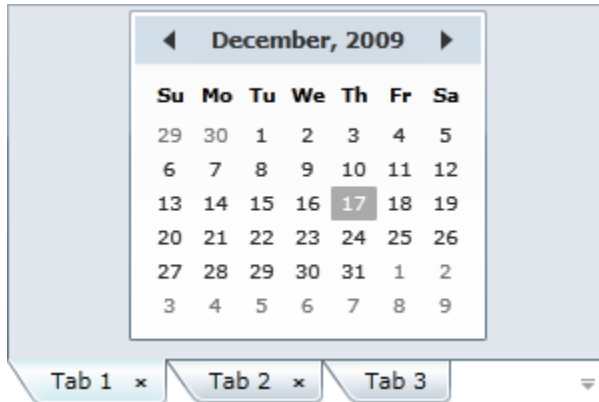 December, 2009
Su Mo Tu We Th Fr Sa
29 30 1 2 3 4 5
6 7 8 9 10 11 12
13 14 15 16 17 18 19
20 21 22 23 24 25 26
27 28 29 30 31 1 2
3 4 5 6 7 8 9
Tab 1 × Tab 2 × Tab 3